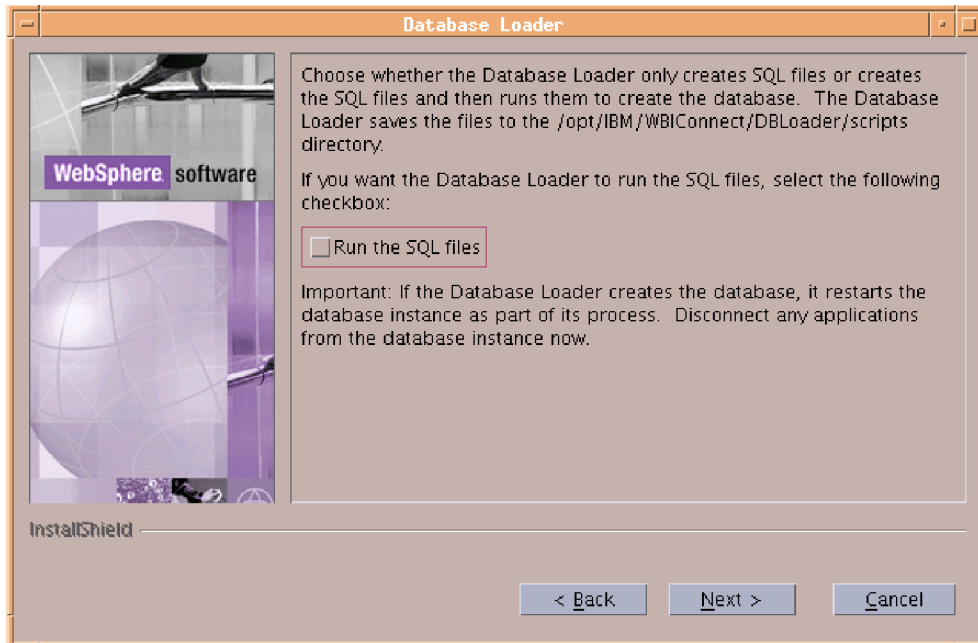 Database Loader
WebSphere software
Choose whether the Database Loader only creates SQL files or creates
the SQL files and then runs them to create the database. The Database
Loader saves the files to the /opt/IBM/WBIConnect/DBLoader/scripts
directory.
If you want the Database Loader to run the SQL files, select the following
checkbox:
Run the SQL files
Important: If the Database Loader creates the database, it restarts the
database instance as part of its process. Disconnect any applications
from the database instance now.
InstallShield
< Back
Next >
Cancel